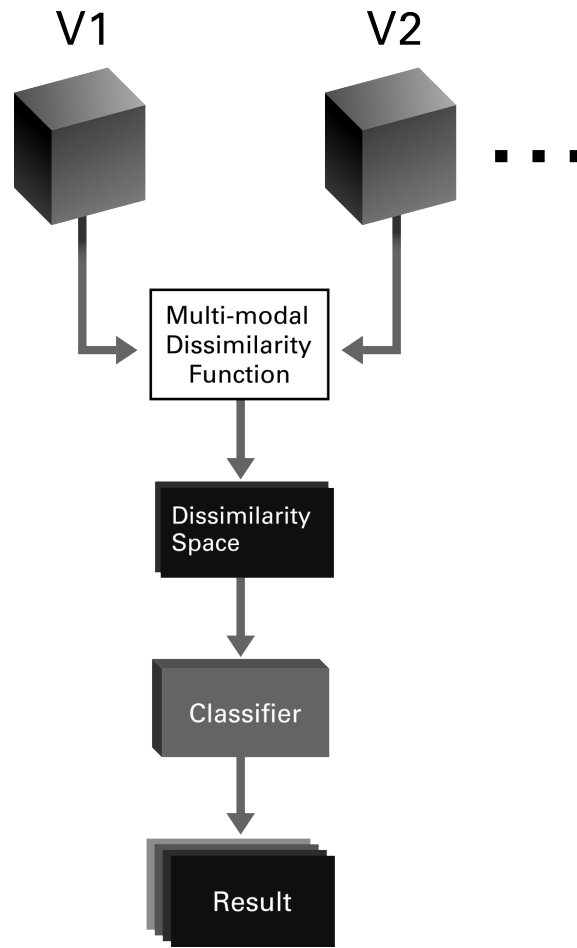 V1
V2
...
Multi-modal
Dissimilarity
Function
Dissimilarity
Space
Classifier
Result